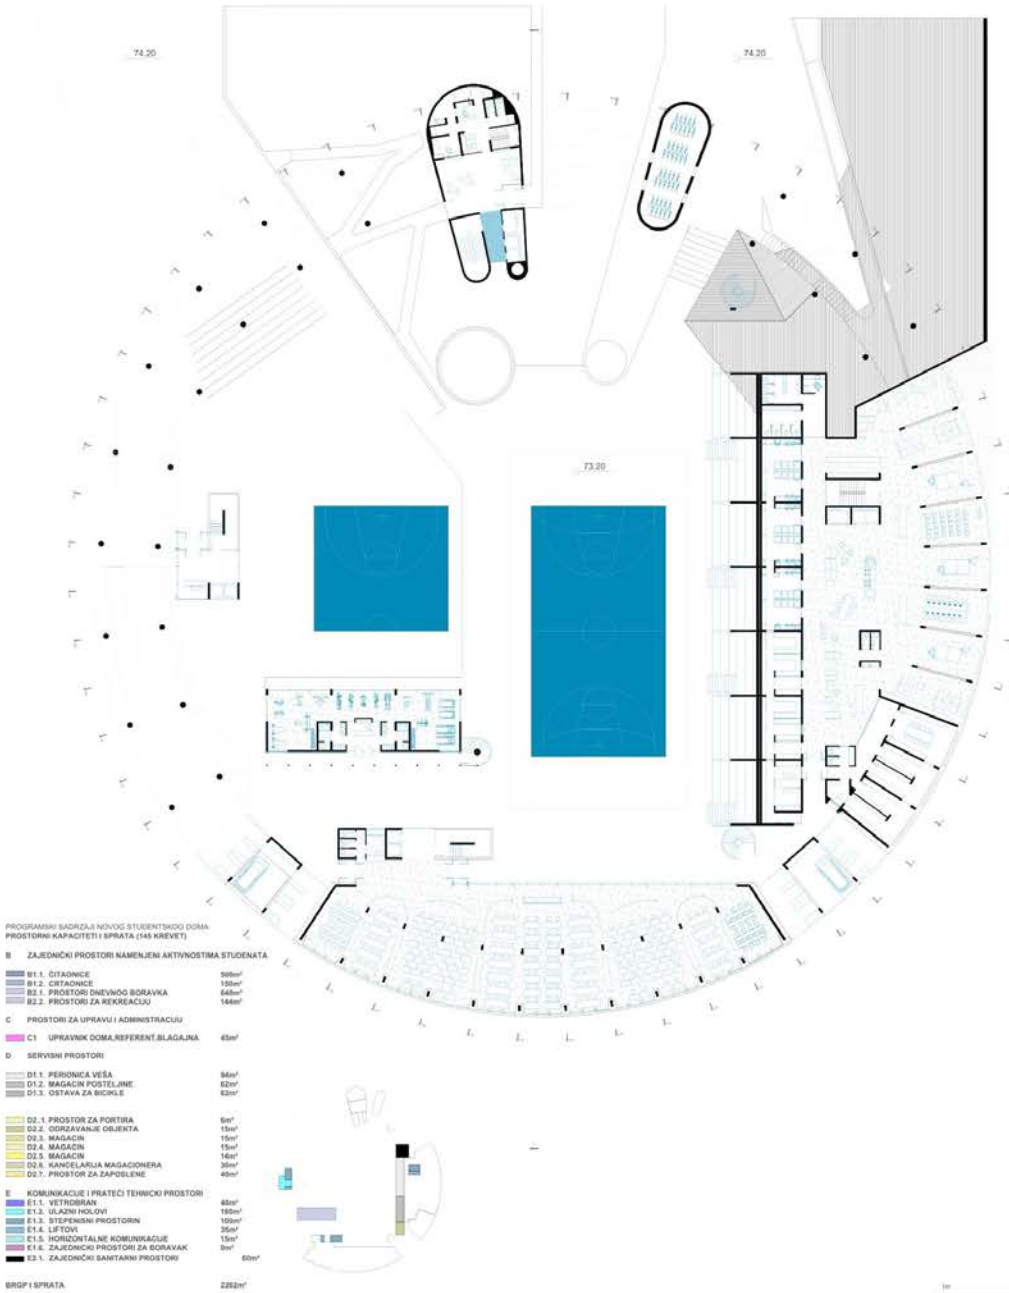 74.20
74.20
73.20
PROGRAMSKI SADRZAJI NOVOG STUDENTSKOG DOMA
PROSTORNI KAPACITETI I SPRATA (145 KREVET)
B ZAJEDNIČKI PROSTORI NAMENJENI AKTIVNOSTIMA STUDENATA
B1.1. ČITAONICE 500m²
B1.2. CRTAONICE 150m²
B2.1. PROSTORI DNEVNOG BORAVKA 648m²
B2.2. PROSTORI ZA REKREACIJU 144m²
C PROSTORI ZA UPRAVU I ADMINISTRACIJU
C1 UPRAVNIK DOMA,REFERENT,BLAGAJNA 45m²
D SERVISNI PROSTORI
D1.1. PERIONICA VEŠA 94m²
D1.2. MAGACIN POSTELJINE 62m²
D1.3. OSTAVA ZA BICIKLE 62m²
D2..1. PROSTOR ZA PORTIRA 6m²
D2.2. ODRZAVANJE OBJEKTA 15m²
D2.3. MAGACIN 15m²
D2.4. MAGACIN 15m²
D2.5. MAGACIN 14m²
D2.6. KANCELARIJA MAGACIONERA 30m²
D2.7. PROSTOR ZA ZAPOSLENE 40m²
E KOMUNIKACIJE I PRATEĆI TEHNICKI PROSTORI
E1.1. VETROBRAN 40m²
E1.2. ULAZNI HOLOVI 160m²
E1.3. STEPENISNI PROSTORIN 100m²
E1.4. LIFTOVI 35m²
E1.5. HORIZONTALNE KOMUNIKACIJE 15m²
E1.6. ZAJEDNICKI PROSTORI ZA BORAVAK 0m²
E2.1. ZAJEDNIČKI SANITARNI PROSTORI 60m²
BRGP I SPRATA 2262m²